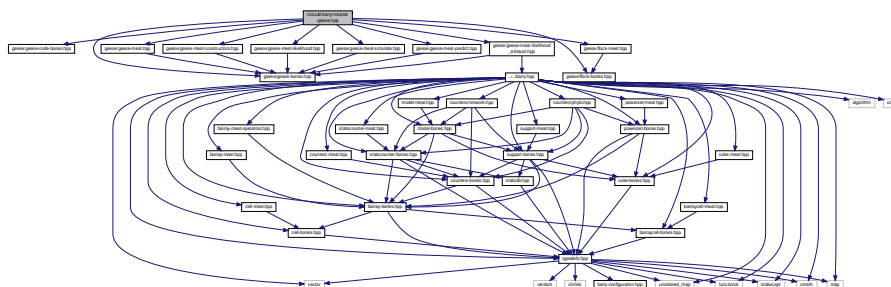 include/barry/models
/geese.hpp
geese/geese-node-bones.hpp
geese/geese-meat.hpp
geese/geese-meat-constructors.hpp
geese/geese-meat-likelihood.hpp
geese/geese-meat-simulate.hpp
geese/geese-meat-predict.hpp
geese/geese-meat-likelihood
_exhaust.hpp
geese/flock-meat.hpp
geese/geese-bones.hpp
../../barry.hpp
geese/flock-bones.hpp
model-meat.hpp
counters/network.hpp
counters/phylo.hpp
powerset-meat.hpp
algorithm
barray-meat-operators.hpp
statscounter-meat.hpp
model-bones.hpp
support-meat.hpp
powerset-bones.hpp
barray-meat.hpp
counters-meat.hpp
statscounter-bones.hpp
support-bones.hpp
rules-meat.hpp
counters-bones.hpp
statsdb.hpp
rules-bones.hpp
cell-meat.hpp
barray-bones.hpp
barraycell-meat.hpp
cell-bones.hpp
barraycell-bones.hpp
typedefs.hpp
vector
random
climits
barry-configuration.hpp
unordered_map
functional
stdexcept
cmath
map